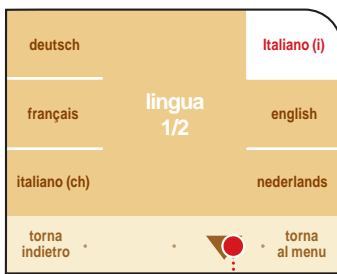 deutsch
Italiano (i)
français
lingua
1/2
english
italiano (ch)
nederlands
torna
indietro
torna
al menu